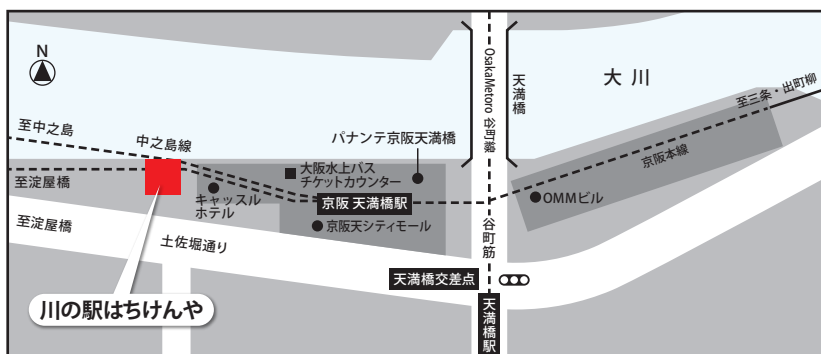 N
大川
OsakaMetoro 谷町線
天満橋
至三条・出町柳
至中之島
中之島線
パナンテ京阪天満橋
大阪水上バス
チケットカウンター
京阪本線
至淀屋橋
キャッスル
ホテル
京阪 天満橋駅
OMMビル
至淀屋橋
土佐堀通り
京阪天シティモール
谷町筋
天満橋交差点
天満橋駅
川の駅はちけんや